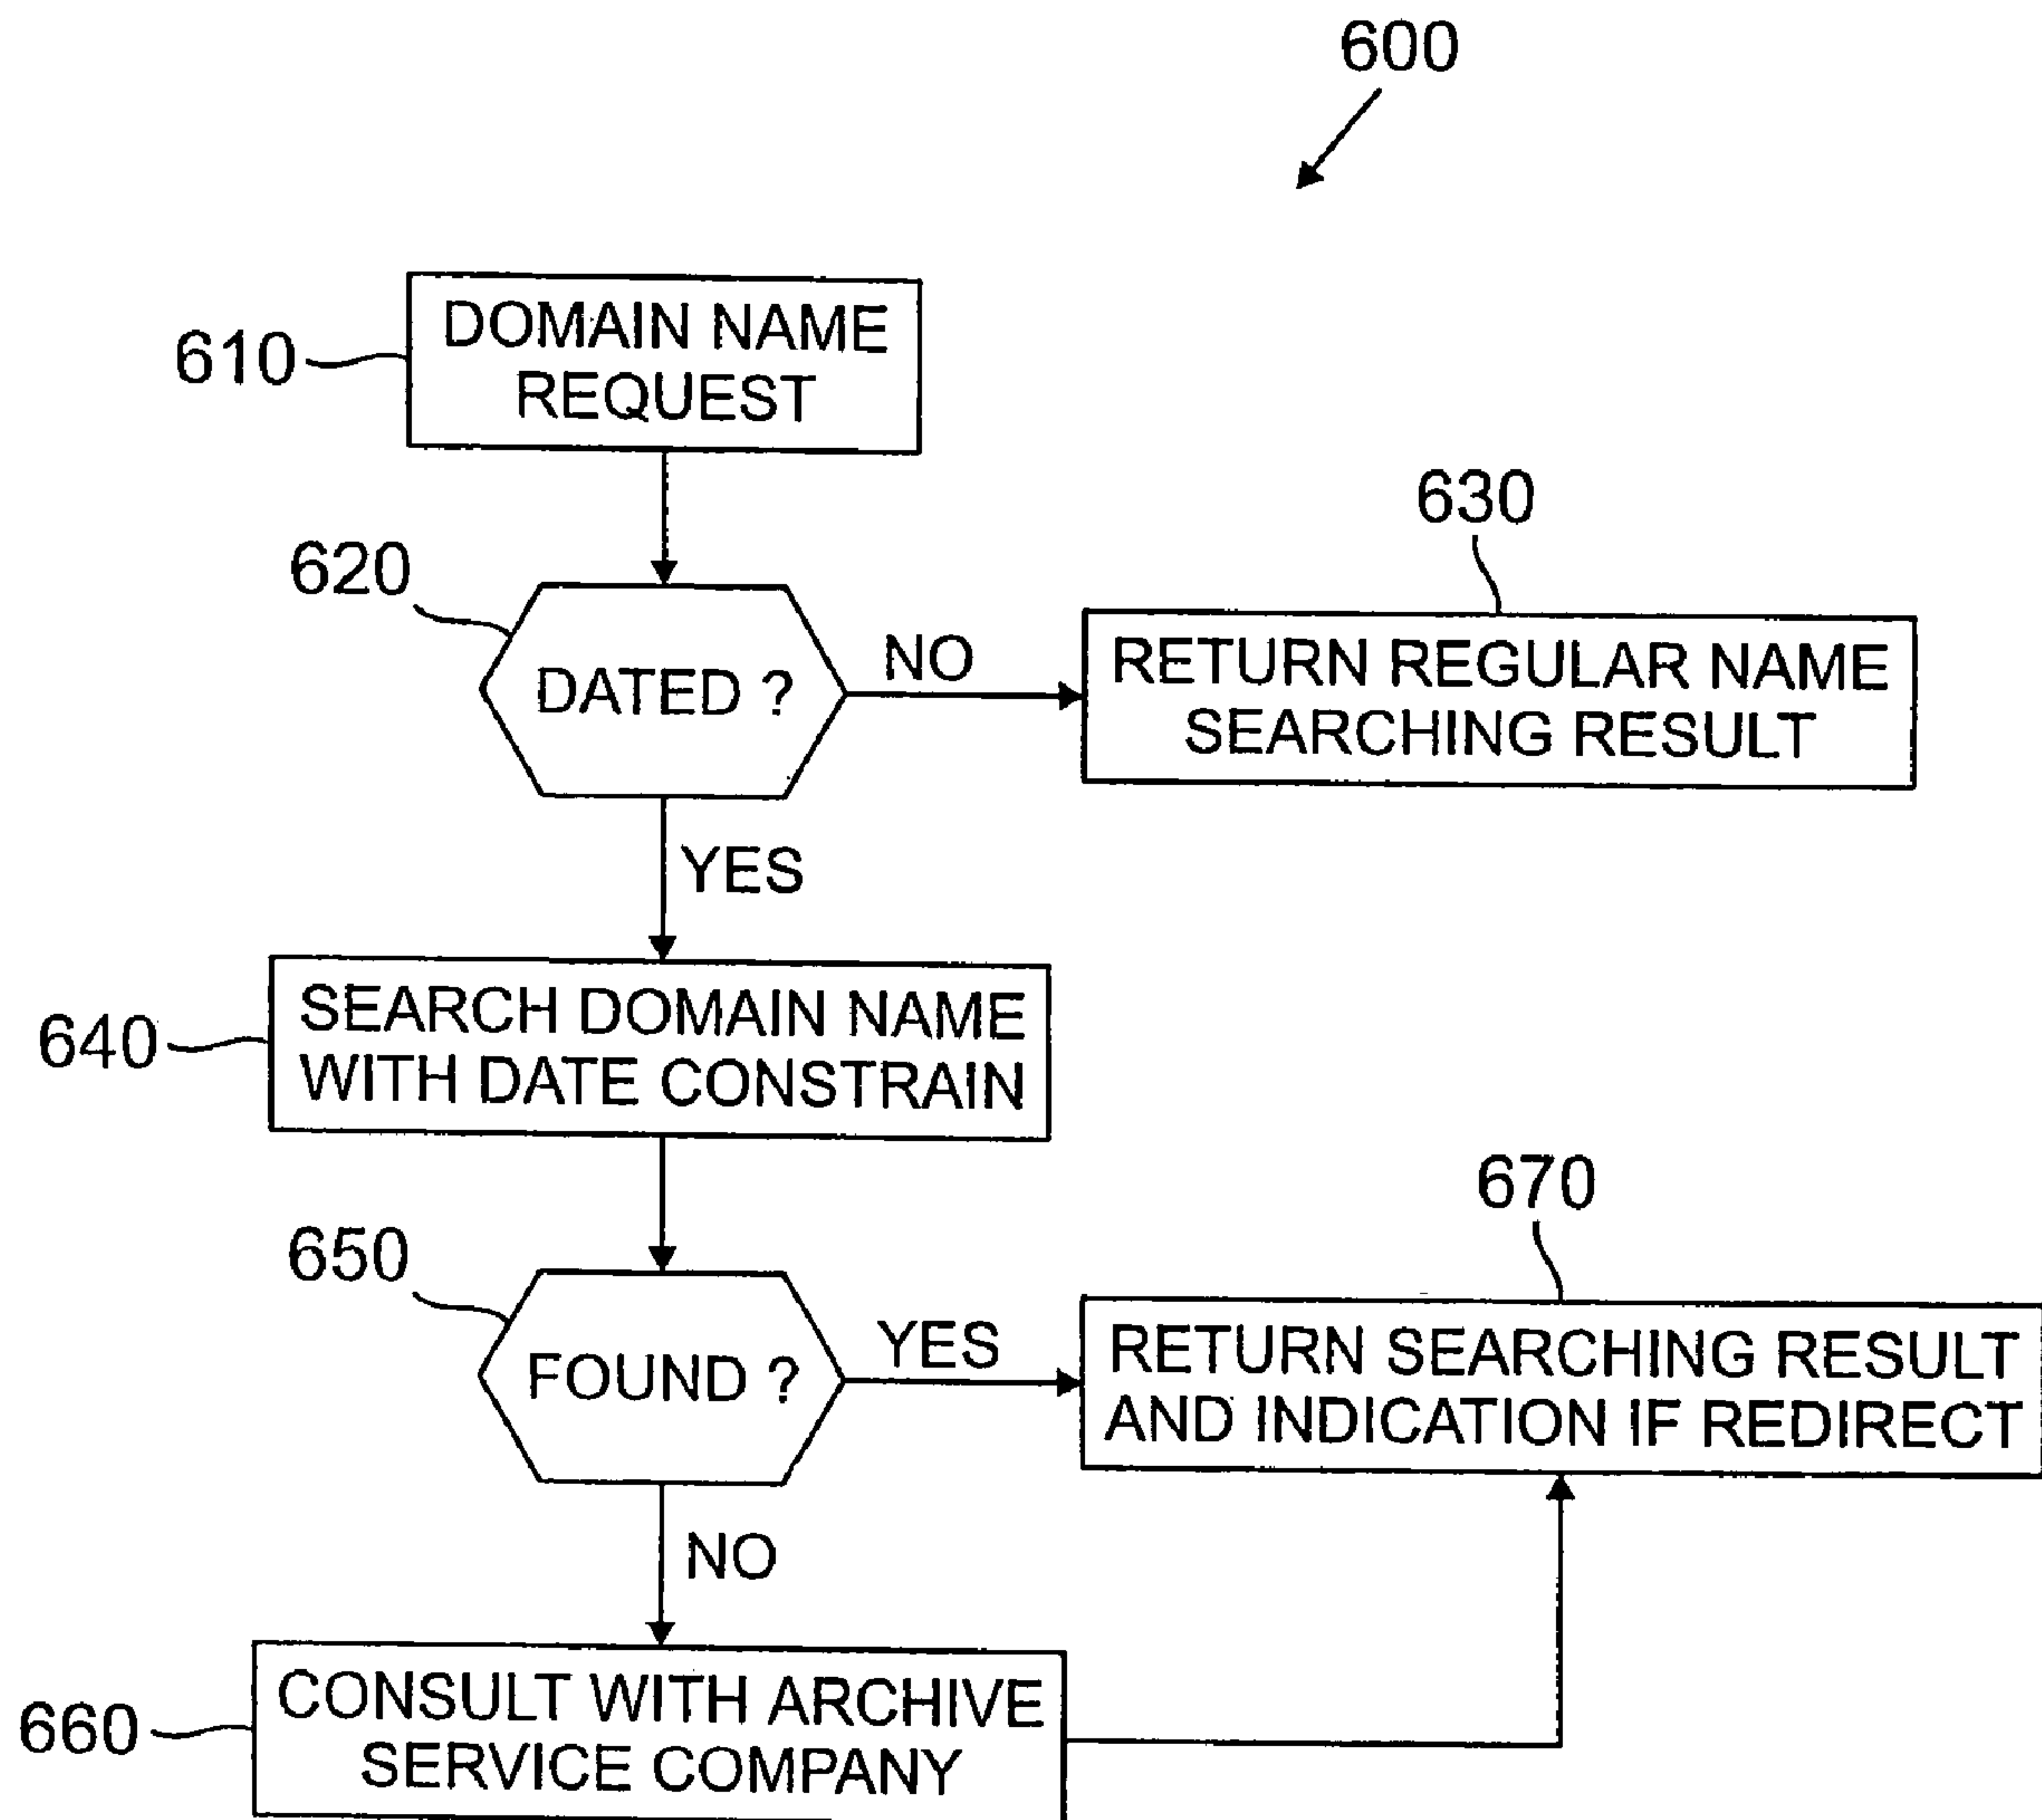 600
610
DOMAIN NAME
REQUEST
620
DATED ?
NO
630
RETURN REGULAR NAME
SEARCHING RESULT
YES
640
SEARCH DOMAIN NAME
WITH DATE CONSTRAIN
650
FOUND ?
YES
670
RETURN SEARCHING RESULT
AND INDICATION IF REDIRECT
NO
660
CONSULT WITH ARCHIVE
SERVICE COMPANY